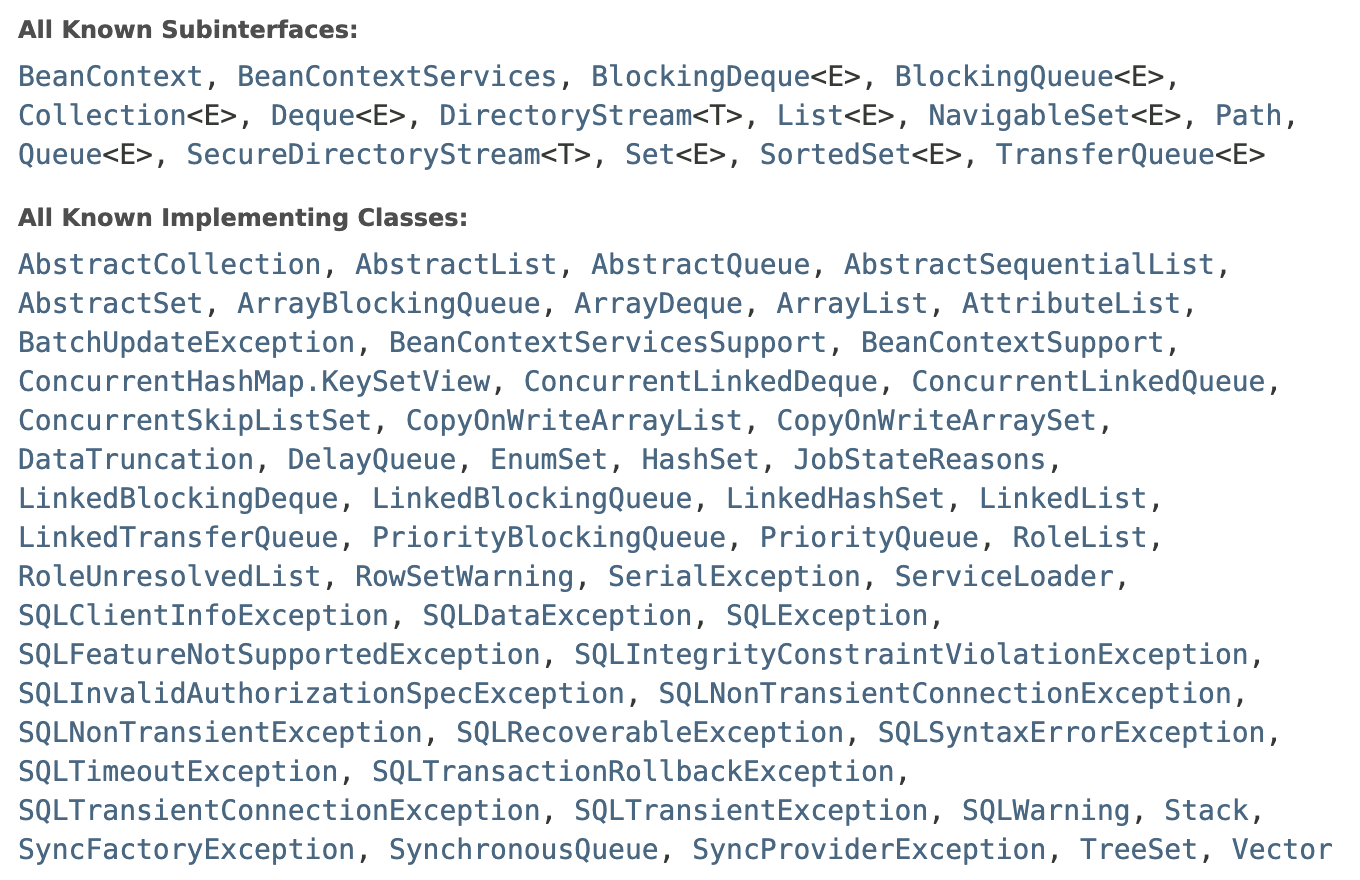 All Known Subinterfaces:
BeanContext, BeanContextServices, BlockingDeque<E>, BlockingQueue<E>,
Collection<E>, Deque<E>, DirectoryStream<T>, List<E>, NavigableSet<E>, Path,
Queue<E>, SecureDirectoryStream<T>, Set<E>, SortedSet<E>, TransferQueue<E>
All Known Implementing Classes:
AbstractCollection, AbstractList, AbstractQueue, AbstractSequentialList,
AbstractSet, ArrayBlockingQueue, ArrayDeque, ArrayList, AttributeList,
BatchUpdateException, BeanContextServicesSupport, BeanContextSupport,
ConcurrentHashMap.KeySetView, ConcurrentLinkedDeque, ConcurrentLinkedQueue,
ConcurrentSkipListSet, CopyOnWriteArrayList, CopyOnWriteArraySet,
DataTruncation, DelayQueue, EnumSet, HashSet, JobStateReasons,
LinkedBlockingDeque, LinkedBlockingQueue, LinkedHashSet, LinkedList,
LinkedTransferQueue, PriorityBlockingQueue, PriorityQueue, RoleList,
RoleUnresolvedList, RowSetWarning, SerialException, ServiceLoader,
SQLClientInfoException, SQLDataException, SQLException,
SQLFeatureNotSupportedException, SQLIntegrityConstraintViolationException,
SQLInvalidAuthorizationSpecException, SQLNonTransientConnectionException,
SQLNonTransientException, SQLRecoverableException, SQLSyntaxErrorException,
SQLTimeoutException, SQLTransactionRollbackException,
SQLTransientConnectionException, SQLTransientException, SQLWarning, Stack,
SyncFactoryException, SynchronousQueue, SyncProviderException, TreeSet, Vector